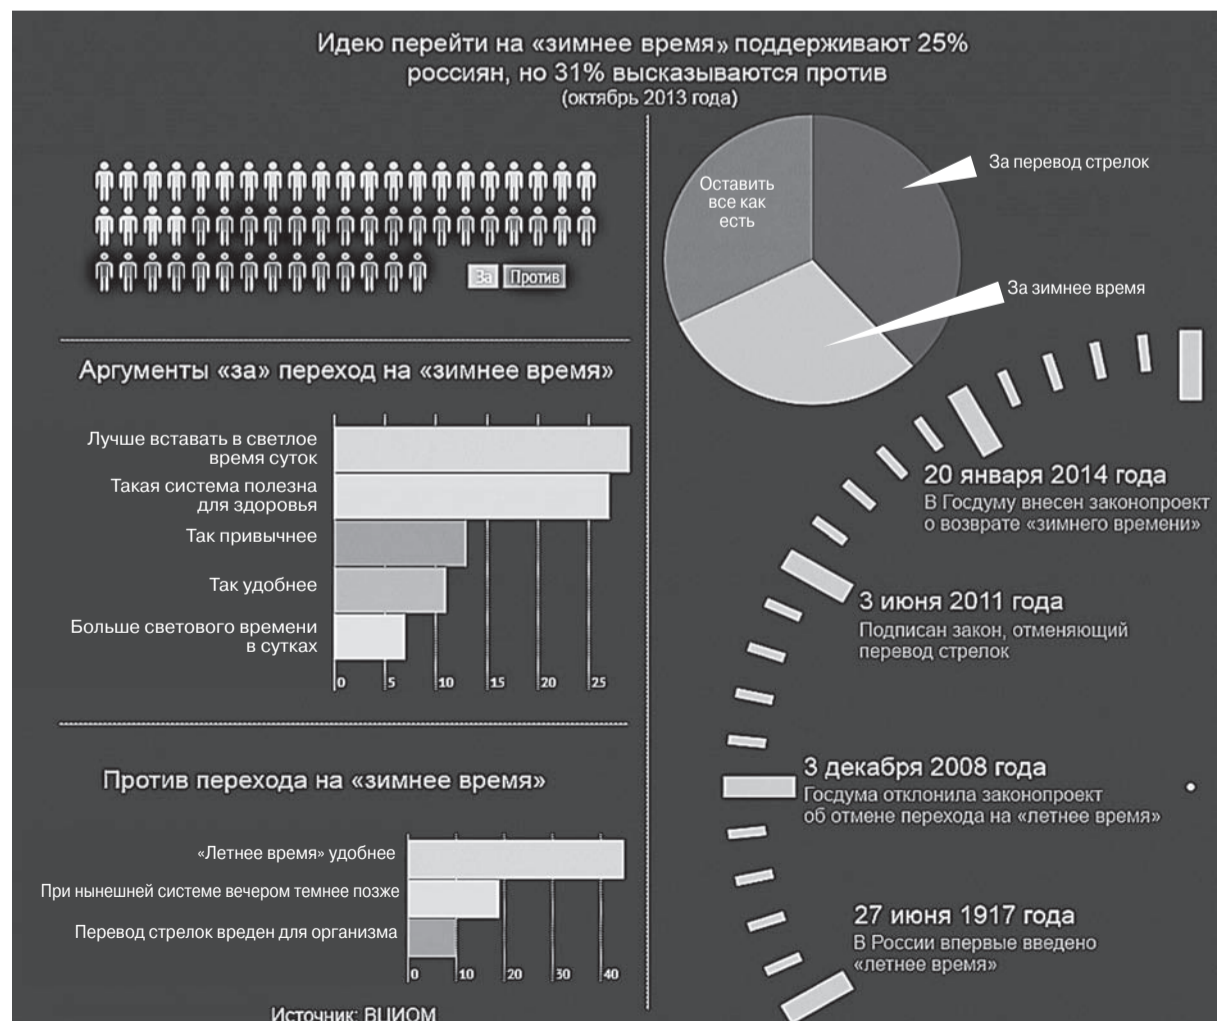 Идею перейти на «зимнее время» поддерживают 25%
россиян, но 31% высказываются против
(октябрь 2013 года)
За
Против
Аргументы «за» переход на «зимнее время»
Лучше вставать в светлое
время суток
Такая система полезна
для здоровья
Так привычнее
Так удобнее
Больше светового времени
в сутках
0 5 10 15 20 25
Против перехода на «зимнее время»
«Летнее время» удобнее
При нынешней системе вечером темнее позже
Перевод стрелок вреден для организма
0 10 20 30 40
Источник: ВЦИОМ
Оставить
все как
есть
За перевод стрелок
За зимнее время
20 января 2014 года
В Госдуму внесен законопроект
о возврате «зимнего времени»
3 июня 2011 года
Подписан закон, отменяющий
перевод стрелок
3 декабря 2008 года
Госдума отклонила законопроект
об отмене перехода на «летнее время»
27 июня 1917 года
В России впервые введено
«летнее время»